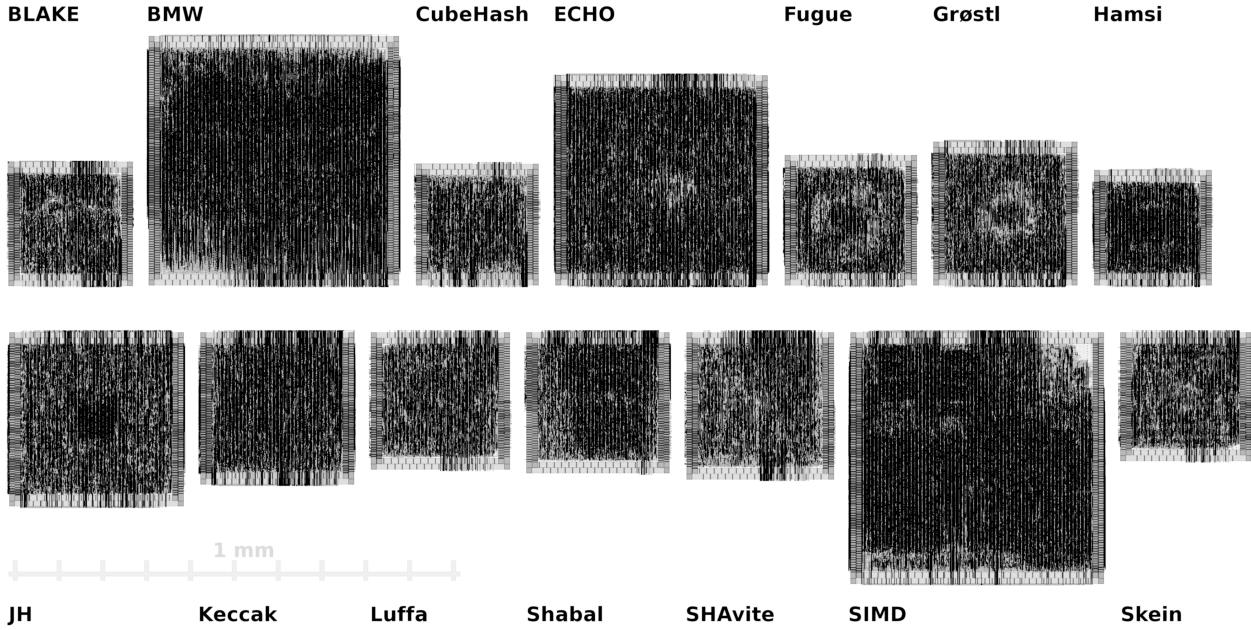 BLAKE BMW CubeHash ECHO Fugue Grøstl Hamsi
1 mm
JH Keccak Luffa Shabal SHAvite SIMD Skein